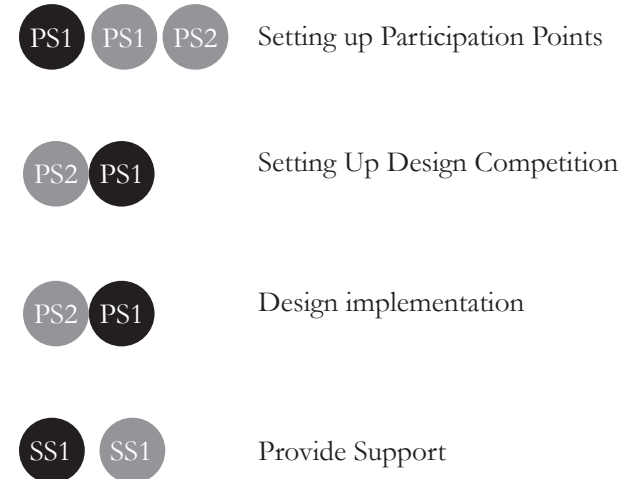 PS1 PS1 PS2 Setting up Participation Points
PS2 PS1 Setting Up Design Competition
PS2 PS1 Design implementation
SS1 SS1 Provide Support